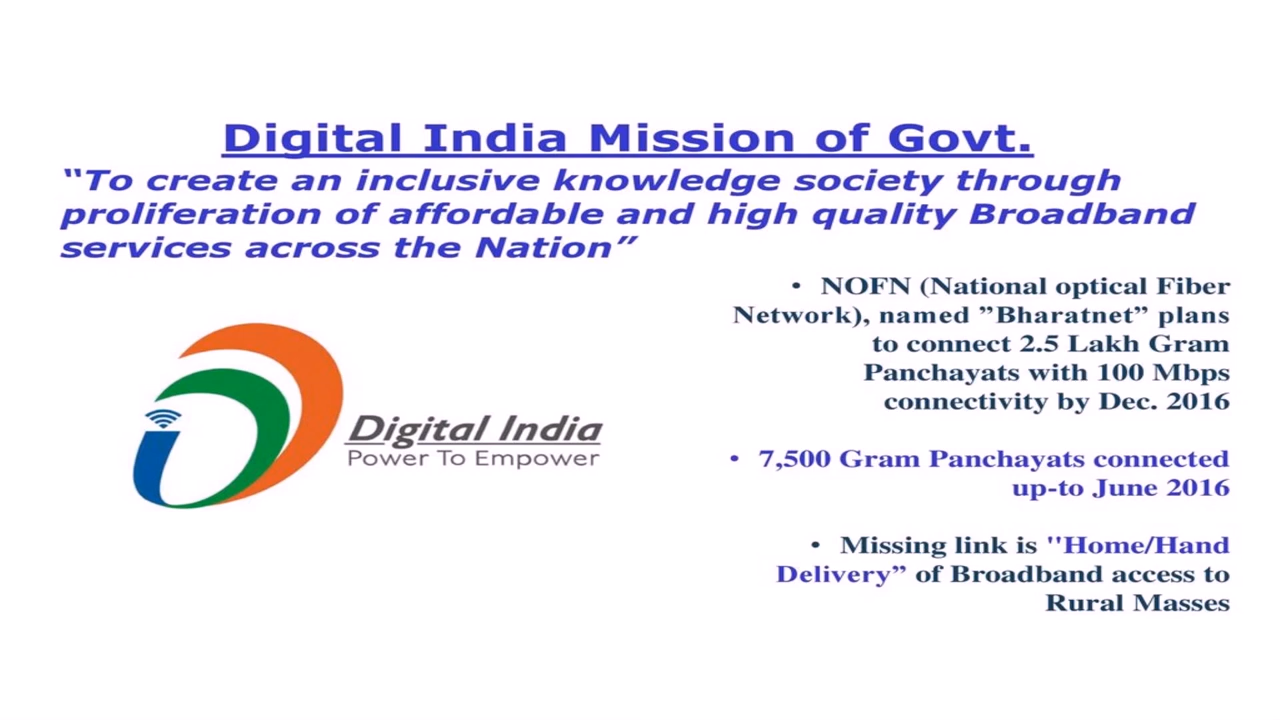 Digital India Mission of Govt.
“To create an inclusive knowledge society through
proliferation of affordable and high quality Broadband
services across the Nation”
• NOFN (National optical Fiber
Network), named ”Bharatnet” plans
to connect 2.5 Lakh Gram
Panchayats with 100 Mbps
connectivity by Dec. 2016
Digital India
Power To Empower
• 7,500 Gram Panchayats connected
up-to June 2016
• Missing link is "Home/Hand
Delivery” of Broadband access to
Rural Masses